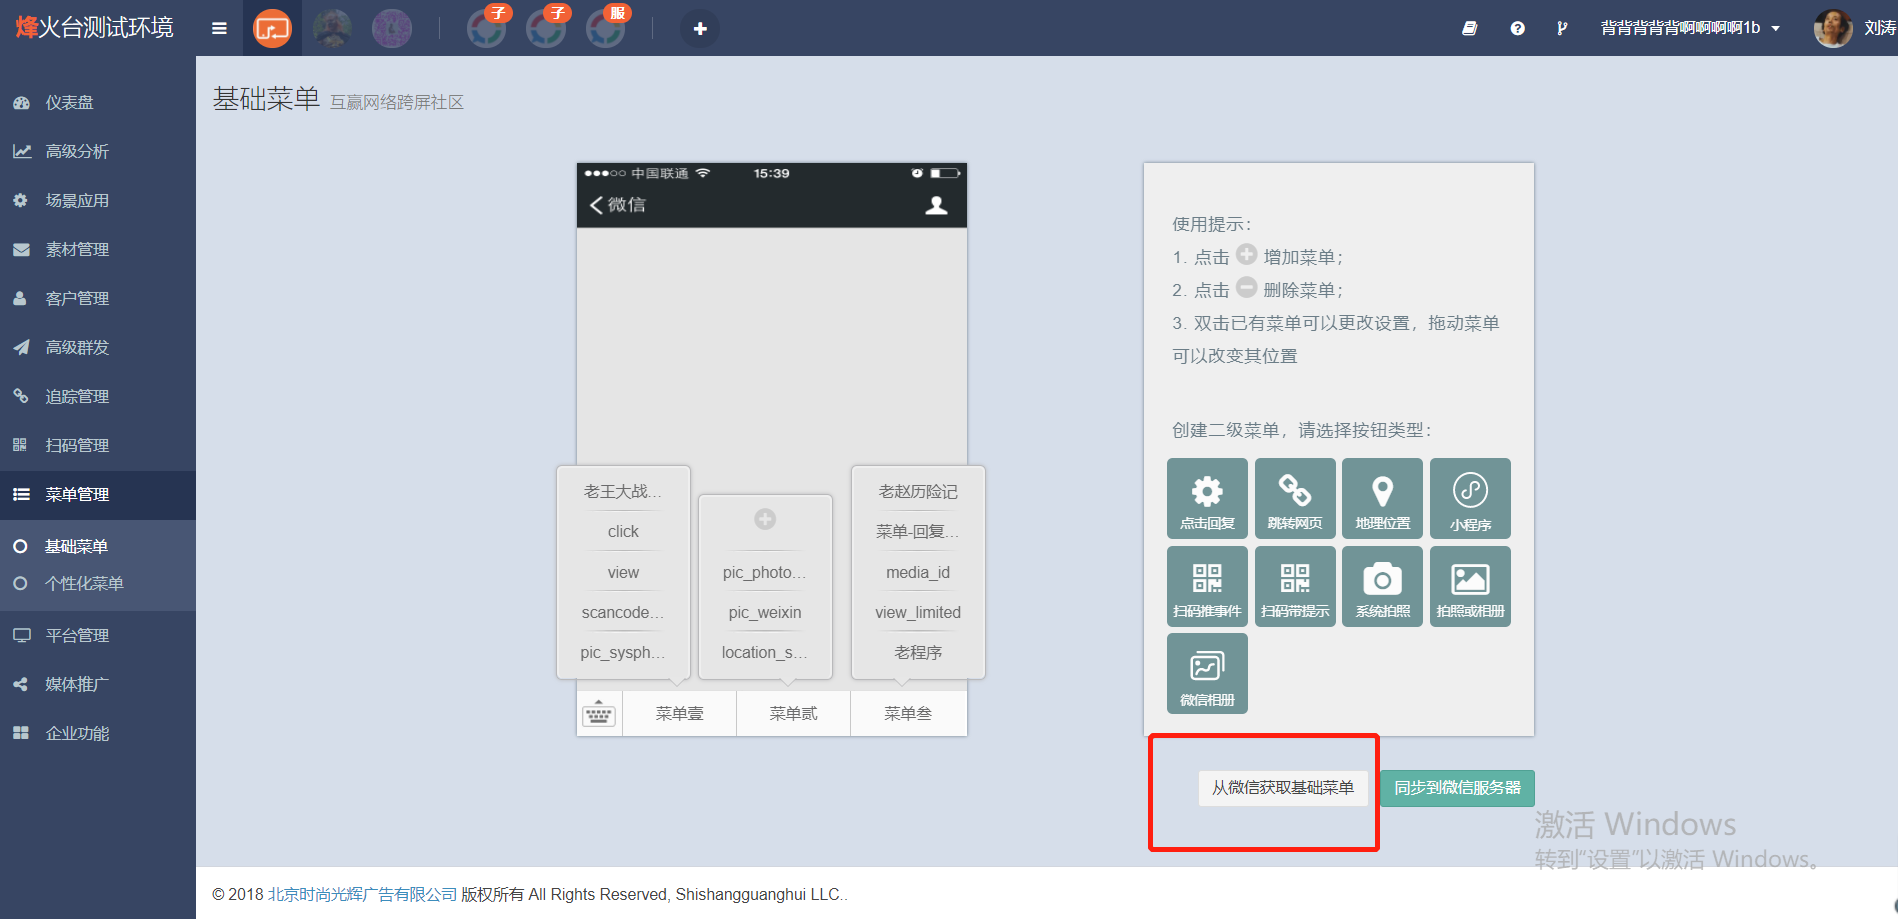 烽火台测试环境
子
子
服
背背背背背啊啊啊啊1b
刘涛
仪表盘
高级分析
场景应用
素材管理
客户管理
高级群发
追踪管理
扫码管理
菜单管理
基础菜单
个性化菜单
平台管理
媒体推广
企业功能
基础菜单 互赢网络跨屏社区
中国联通 15:39
微信
老王大战...
click
view
scancode...
pic_sysph...
pic_photo...
pic_weixin
location_s...
老赵历险记
菜单-回复...
media_id
view_limited
老程序
菜单壹 菜单贰 菜单叁
使用提示：
1. 点击 增加菜单；
2. 点击 删除菜单；
3. 双击已有菜单可以更改设置，拖动菜单
可以改变其位置
创建二级菜单，请选择按钮类型：
点击回复 跳转网页 地理位置 小程序
扫码推事件 扫码带提示 系统拍照 拍照或相册
微信相册
从微信获取基础菜单 同步到微信服务器
激活 Windows
转到“设置”以激活 Windows。
© 2018 北京时尚光辉广告有限公司 版权所有 All Rights Reserved, Shishangguanghui LLC..